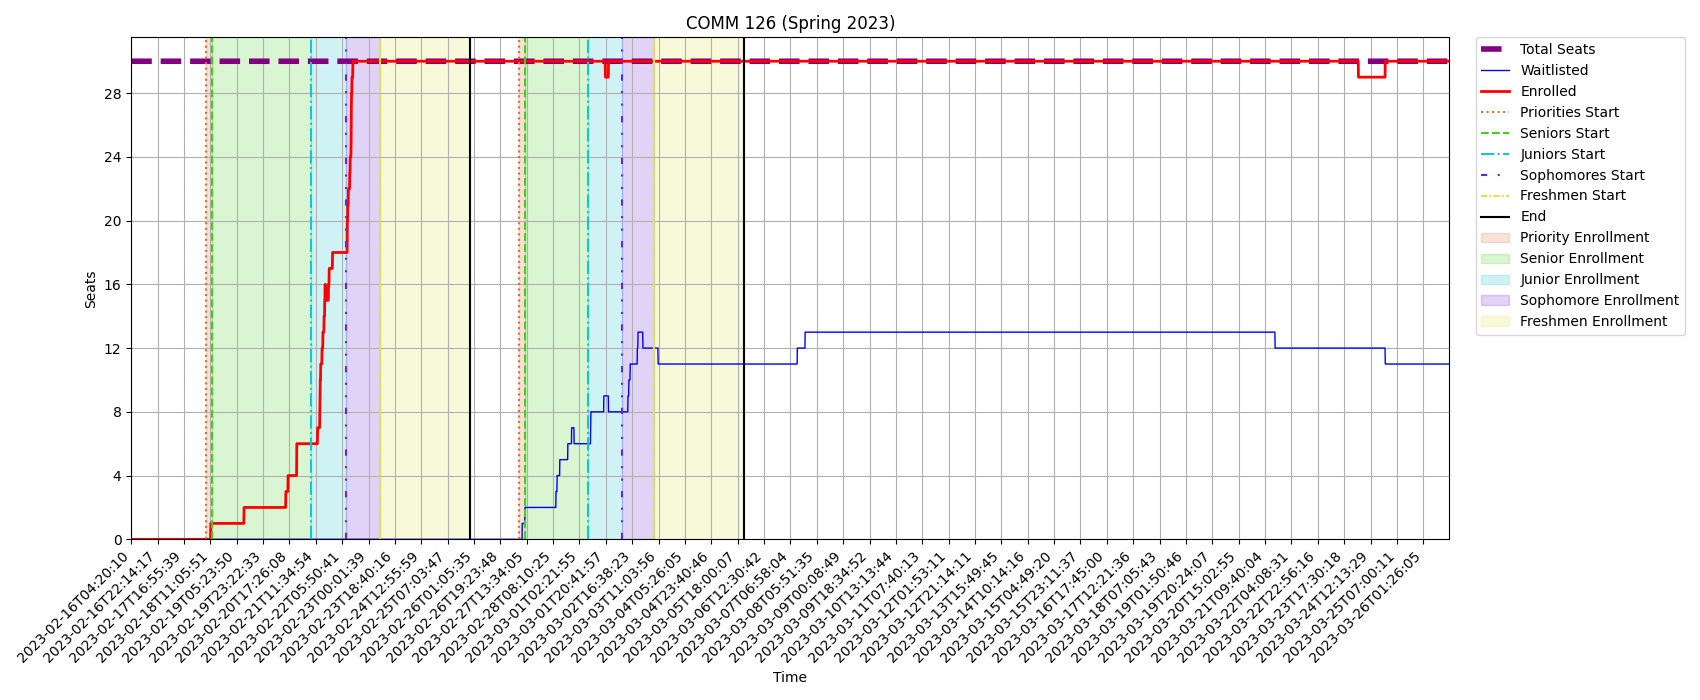 COMM 126 (Spring 2023)
Seats
28
24
20
16
12
8
4
0
2023-02-16T04:20:10
2023-02-16T22:14:17
2023-02-17T16:55:39
2023-02-18T11:05:51
2023-02-19T05:23:50
2023-02-19T23:22:33
2023-02-20T17:26:08
2023-02-21T11:34:54
2023-02-22T05:50:41
2023-02-23T00:01:39
2023-02-23T18:40:16
2023-02-24T12:55:59
2023-02-25T07:03:47
2023-02-26T01:05:35
2023-02-26T19:23:48
2023-02-27T13:34:05
2023-02-28T08:10:25
2023-03-01T02:21:55
2023-03-01T20:41:57
2023-03-02T16:38:23
2023-03-03T11:03:56
2023-03-04T05:26:05
2023-03-04T23:40:46
2023-03-05T18:00:07
2023-03-06T12:30:42
2023-03-07T06:58:04
2023-03-08T05:51:35
2023-03-09T00:08:49
2023-03-09T18:34:52
2023-03-10T13:13:44
2023-03-11T07:40:13
2023-03-12T01:53:11
2023-03-12T21:14:11
2023-03-13T15:49:45
2023-03-14T10:14:16
2023-03-15T04:49:20
2023-03-15T23:11:37
2023-03-16T17:45:00
2023-03-17T12:21:36
2023-03-18T07:05:43
2023-03-19T01:50:46
2023-03-19T20:24:07
2023-03-20T15:02:55
2023-03-21T09:40:04
2023-03-22T04:08:31
2023-03-22T22:56:16
2023-03-23T17:30:18
2023-03-24T12:13:29
2023-03-25T07:00:11
2023-03-26T01:26:05
Time
Total Seats
Waitlisted
Enrolled
Priorities Start
Seniors Start
Juniors Start
Sophomores Start
Freshmen Start
End
Priority Enrollment
Senior Enrollment
Junior Enrollment
Sophomore Enrollment
Freshmen Enrollment